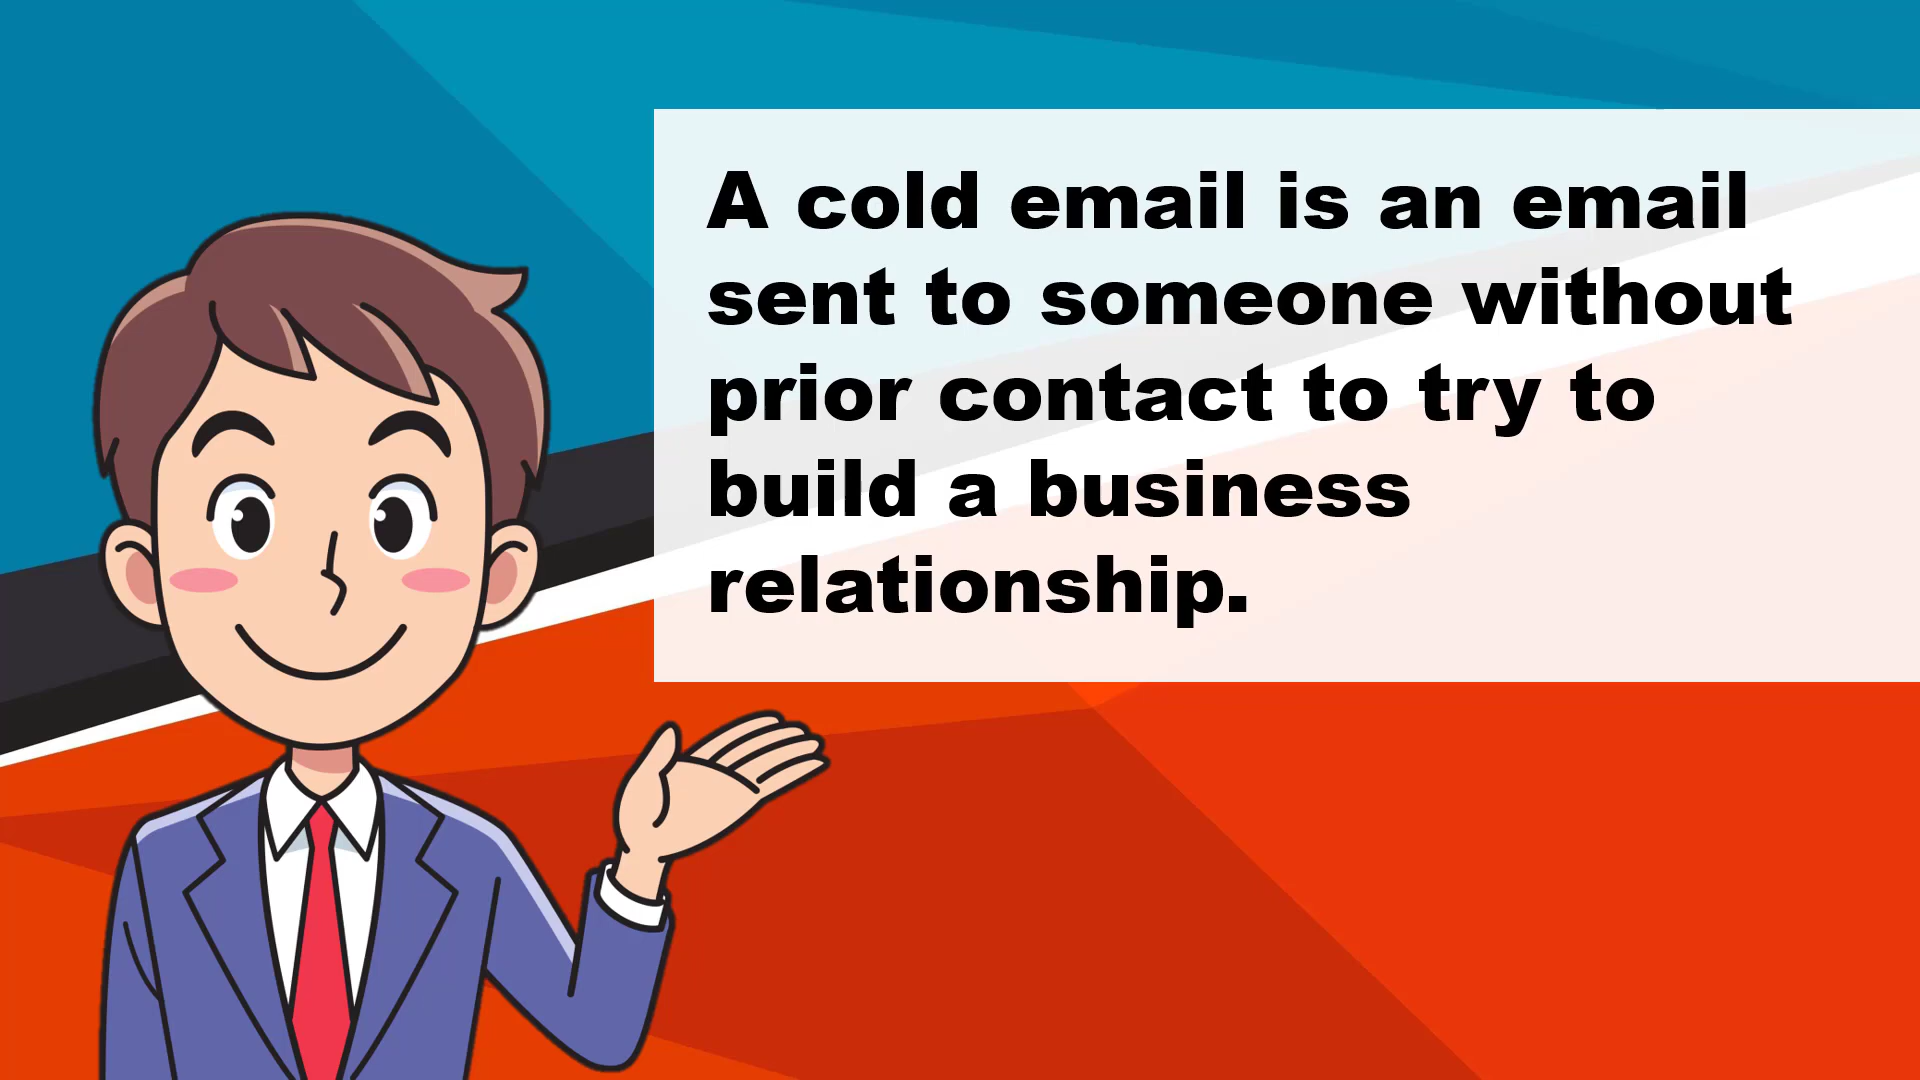 A cold email is an email
sent to someone without
prior contact to try to
build a business
relationship.